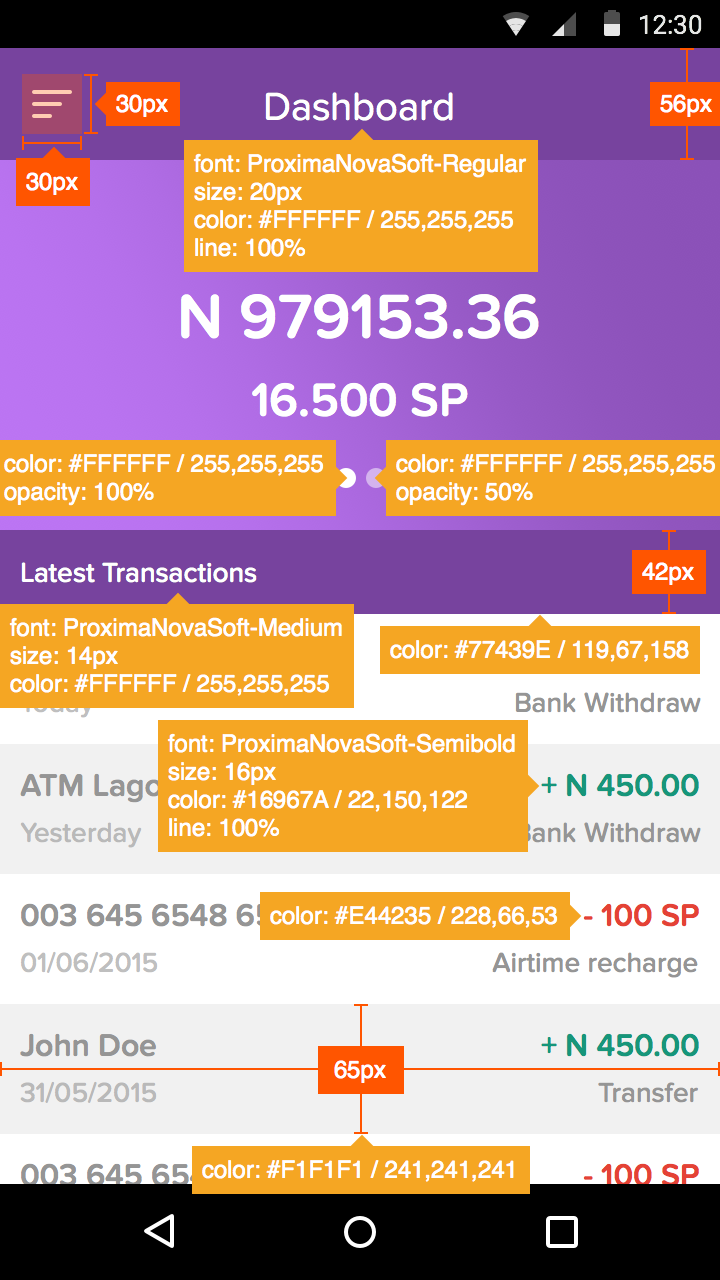 12:30
30px
Dashboard
56px
30px
font: ProximaNovaSoft-Regular
size: 20px
color: #FFFFFF / 255,255,255
line: 100%
N 979153.36
16.500 SP
color: #FFFFFF / 255,255,255
opacity: 100%
color: #FFFFFF / 255,255,255
opacity: 50%
Latest Transactions
42px
font: ProximaNovaSoft-Medium
size: 14px
color: #FFFFFF / 255,255,255
color: #77439E / 119,67,158
Today
Bank Withdraw
font: ProximaNovaSoft-Semibold
size: 16px
color: #16967A / 22,150,122
line: 100%
ATM Lago
+ N 450.00
Yesterday
Bank Withdraw
003 645 6548 65
color: #E44235 / 228,66,53
- 100 SP
01/06/2015
Airtime recharge
John Doe
+ N 450.00
65px
31/05/2015
Transfer
color: #F1F1F1 / 241,241,241
003 645 654
- 100 SP